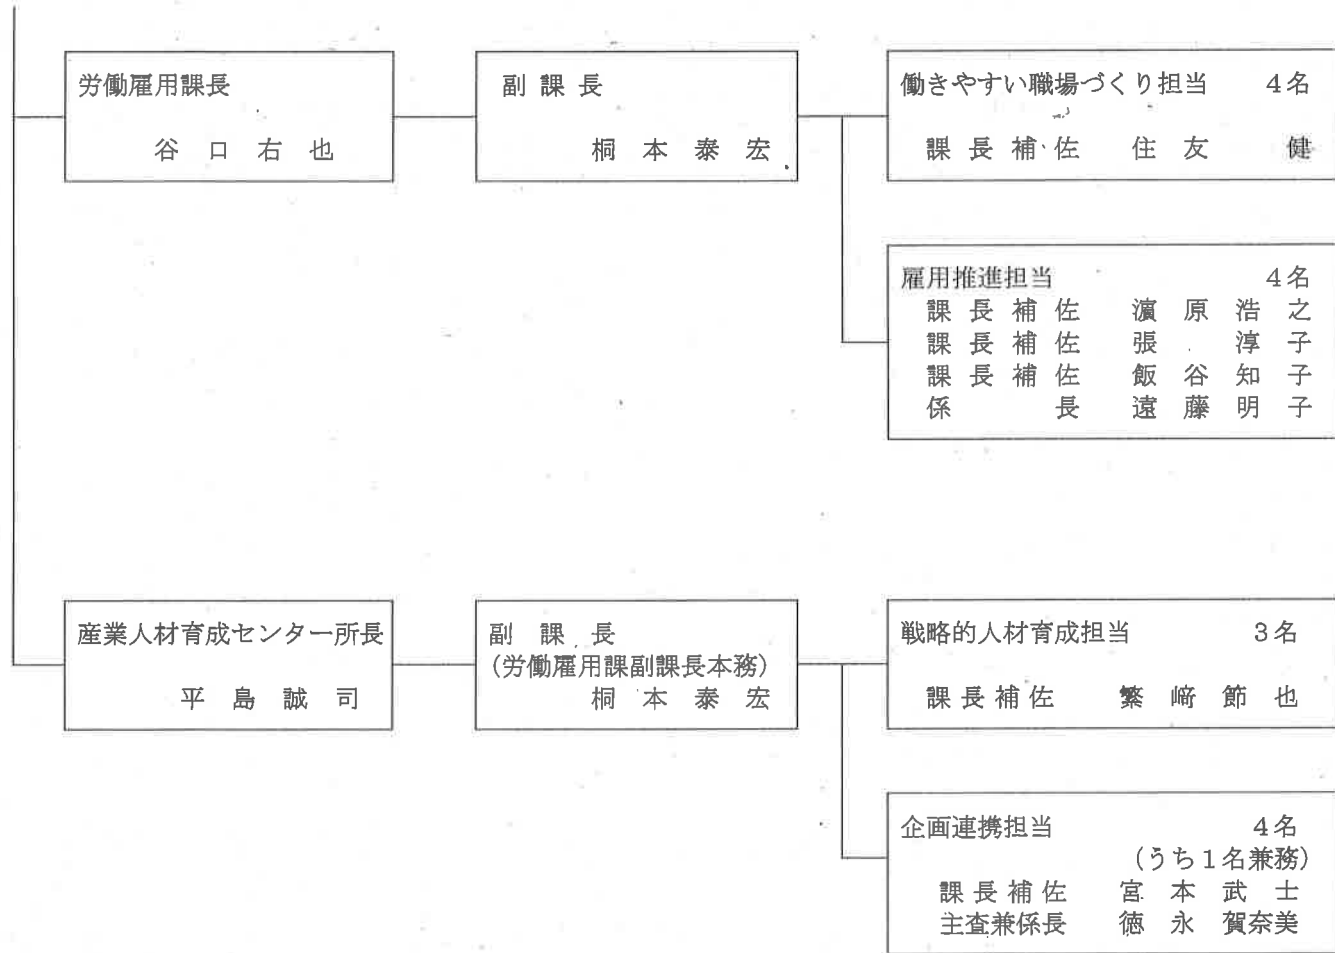 労働雇用課長
谷口右也
副課長
桐本泰宏
働きやすい職場づくり担当 4名
課長補佐 住友 健
雇用推進担当 4名
課長補佐 濵原浩之
課長補佐 張 淳子
課長補佐 飯谷知子
係長 遠藤明子
産業人材育成センター所長
平島誠司
副課長
(労働雇用課副課長本務)
桐本泰宏
戦略的人材育成担当 3名
課長補佐 繁﨑節也
企画連携担当 4名
(うち1名兼務)
課長補佐 宮本武士
主査兼係長 徳永賀奈美